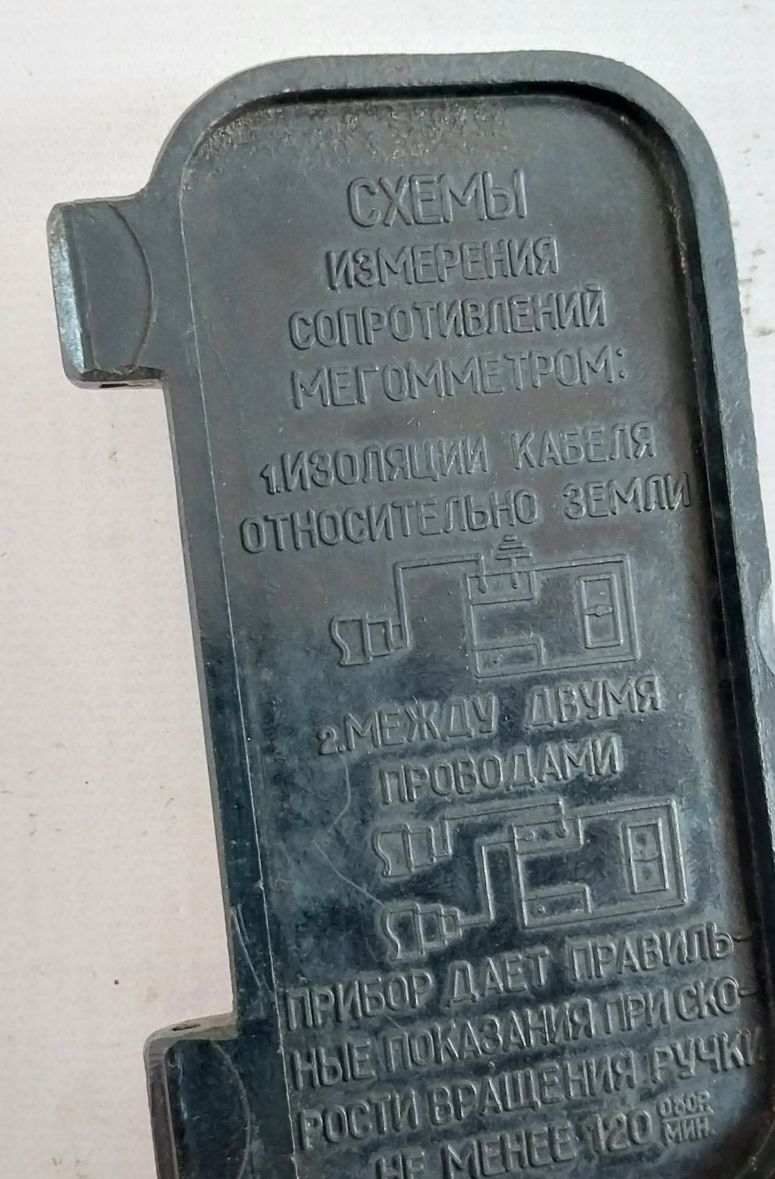 СХЕМЫ
ИЗМЕРЕНИЯ
СОПРОТИВЛЕНИЙ
МЕГОММЕТРОМ:
1.ИЗОЛЯЦИИ КАБЕЛЯ
ОТНОСИТЕЛЬНО ЗЕМЛИ
2.МЕЖДУ ДВУМЯ
ПРОВОДАМИ
ПРИБОР ДАЕТ ПРАВИЛЬ-
НЫЕ ПОКАЗАНИЯ ПРИ СКО-
РОСТИ ВРАЩЕНИЯ РУЧКИ
НЕ МЕНЕЕ 120 ОБОР.
МИН.